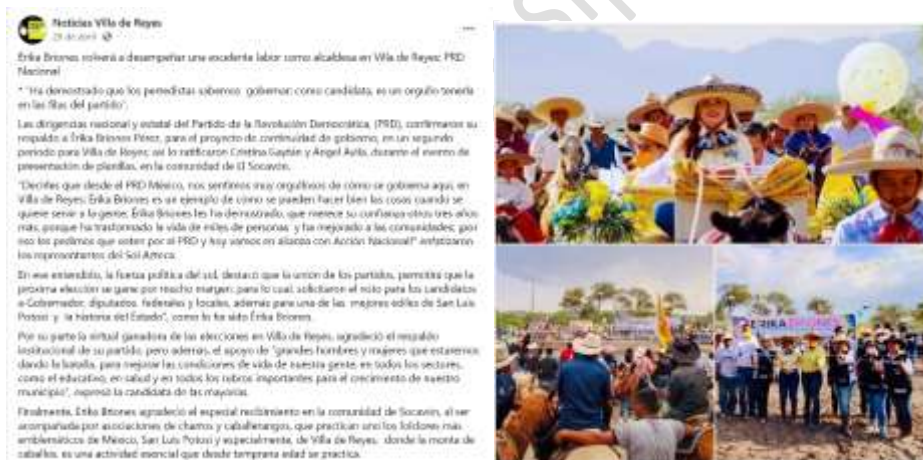 Noticias Villa de Reyes
29 de abril
Erika Briones volverá a desempeñar una excelente labor como alcaldesa en Villa de Reyes: PRD
Nacional
* "Ha demostrado que los perredistas sabemos gobernar; como candidata, es un orgullo tenerla
en las filas del partido".
Las dirigencias nacional y estatal del Partido de la Revolución Democrática, (PRD), confirmaron su
respaldo a Érika Briones Pérez, para el proyecto de continuidad de gobierno, en un segundo
periodo para Villa de Reyes; así lo ratificaron Cristina Gaytán y Ángel Ávila, durante el evento de
presentación de planillas, en la comunidad de El Socavón.
"Decirles que desde el PRD México, nos sentimos muy orgullosos de cómo se gobierna aquí, en
Villa de Reyes; Érika Briones es un ejemplo de cómo se pueden hacer bien las cosas cuando se
quiere servir a la gente; Érika Briones les ha demostrado, que merece su confianza otros tres años
más, porque ha trasformado la vida de miles de personas y ha mejorado a las comunidades; ¡por
eso les pedimos que voten por el PRD y hoy vamos en alianza con Acción Nacional!" enfatizaron
los representantes del Sol Azteca.
En ese entendido, la fuerza política del sol, destacó que la unión de los partidos, permitirá que la
próxima elección se gane por mucho margen; para lo cual, solicitaron el voto para los candidatos
a Gobernador, diputados, federales y locales, además para una de las mejores ediles de San Luis
Potosí y la historia del Estado", como lo ha sido Érika Briones.
Por su parte la virtual ganadora de las elecciones en Villa de Reyes, agradeció el respaldo
institucional de su partido, pero además, el apoyo de "grandes hombres y mujeres que estaremos
dando la batalla, para mejorar las condiciones de vida de nuestra gente, en todos los sectores,
como el educativo, en salud y en todos los rubros importantes para el crecimiento de nuestro
municipio", expresó la candidata de las mayorías.
Finalmente, Érika Briones agradeció el especial recibimiento en la comunidad de Socavón, al ser
acompañada por asociaciones de charros y cabalgantes, que practican uno los folclores más
emblemáticos de México, San Luis Potosí y especialmente, de Villa de Reyes, donde la monta de
caballos, es una actividad esencial que desde temprana edad se practica.
ERIKA BRIONES